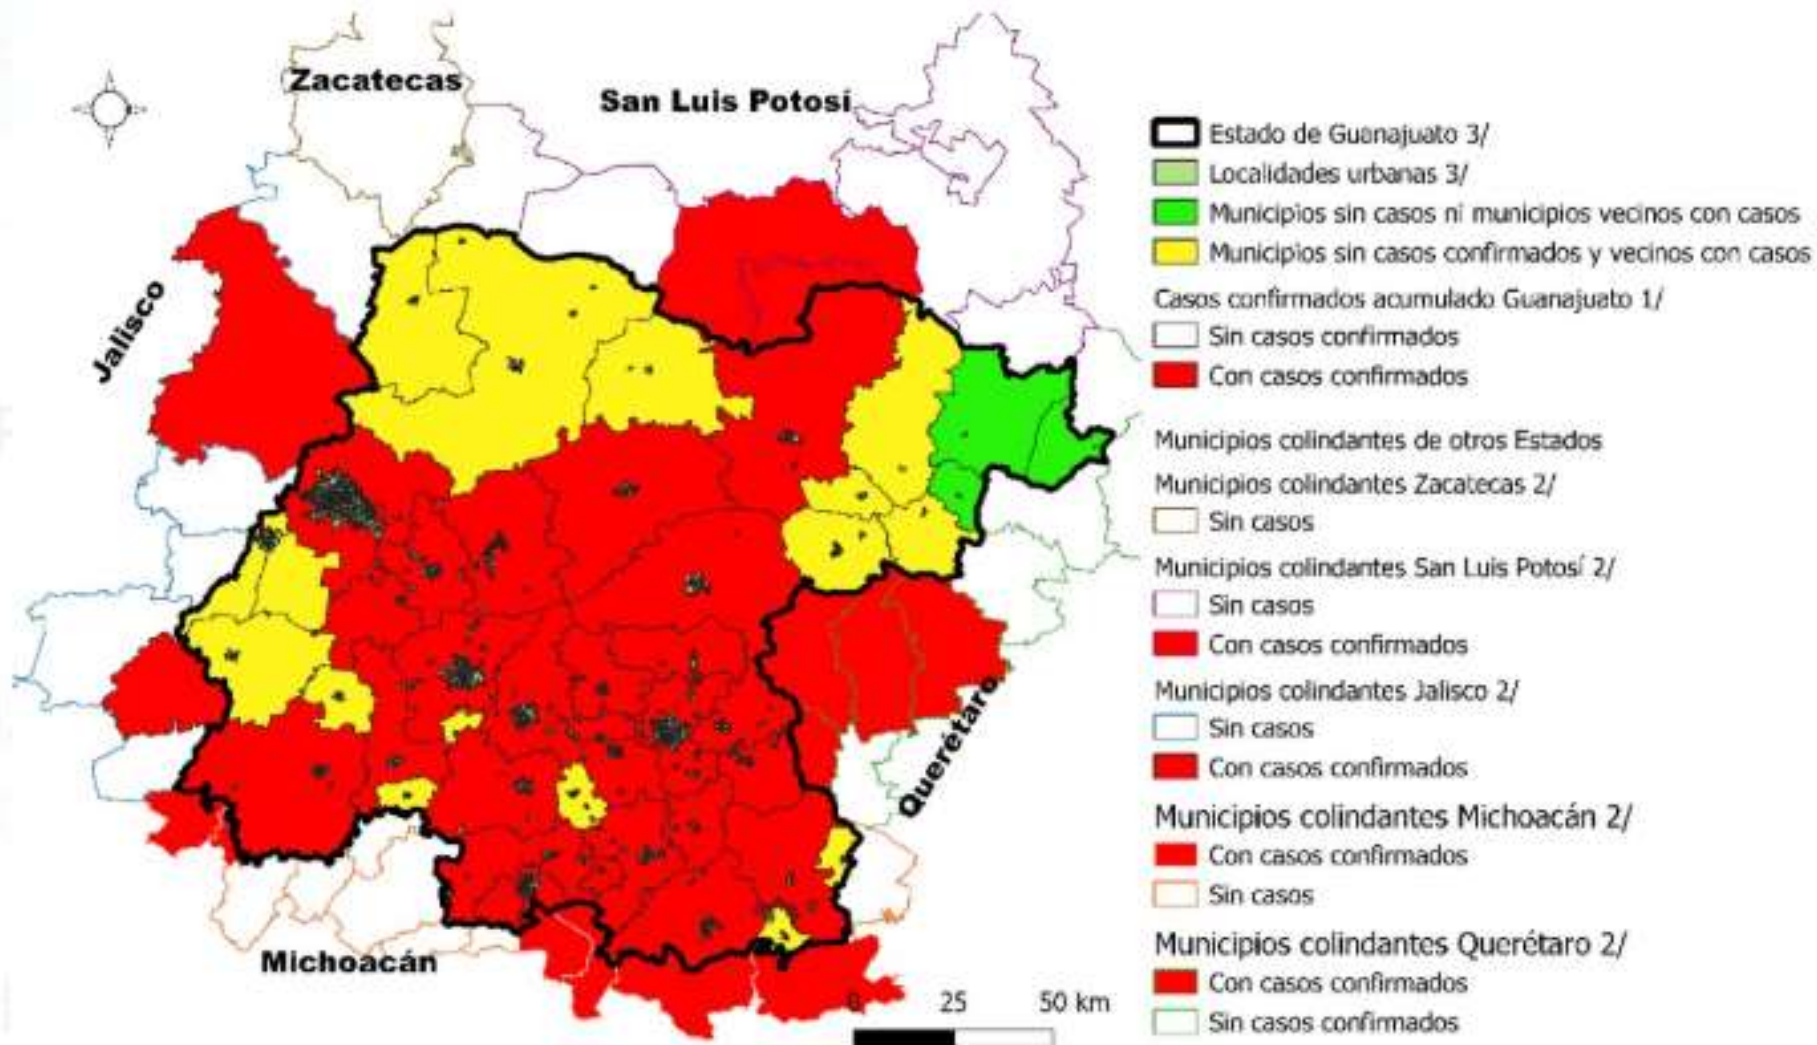 Zacatecas
San Luis Potosí
Jalisco
Querétaro
Michoacán
0 25 50 km
Estado de Guanajuato 3/
Localidades urbanas 3/
Municipios sin casos ni municipios vecinos con casos
Municipios sin casos confirmados y vecinos con casos
Casos confirmados acumulado Guanajuato 1/
Sin casos confirmados
Con casos confirmados
Municipios colindantes de otros Estados
Municipios colindantes Zacatecas 2/
Sin casos
Municipios colindantes San Luis Potosí 2/
Sin casos
Con casos confirmados
Municipios colindantes Jalisco 2/
Sin casos
Con casos confirmados
Municipios colindantes Michoacán 2/
Con casos confirmados
Sin casos
Municipios colindantes Querétaro 2/
Con casos confirmados
Sin casos confirmados